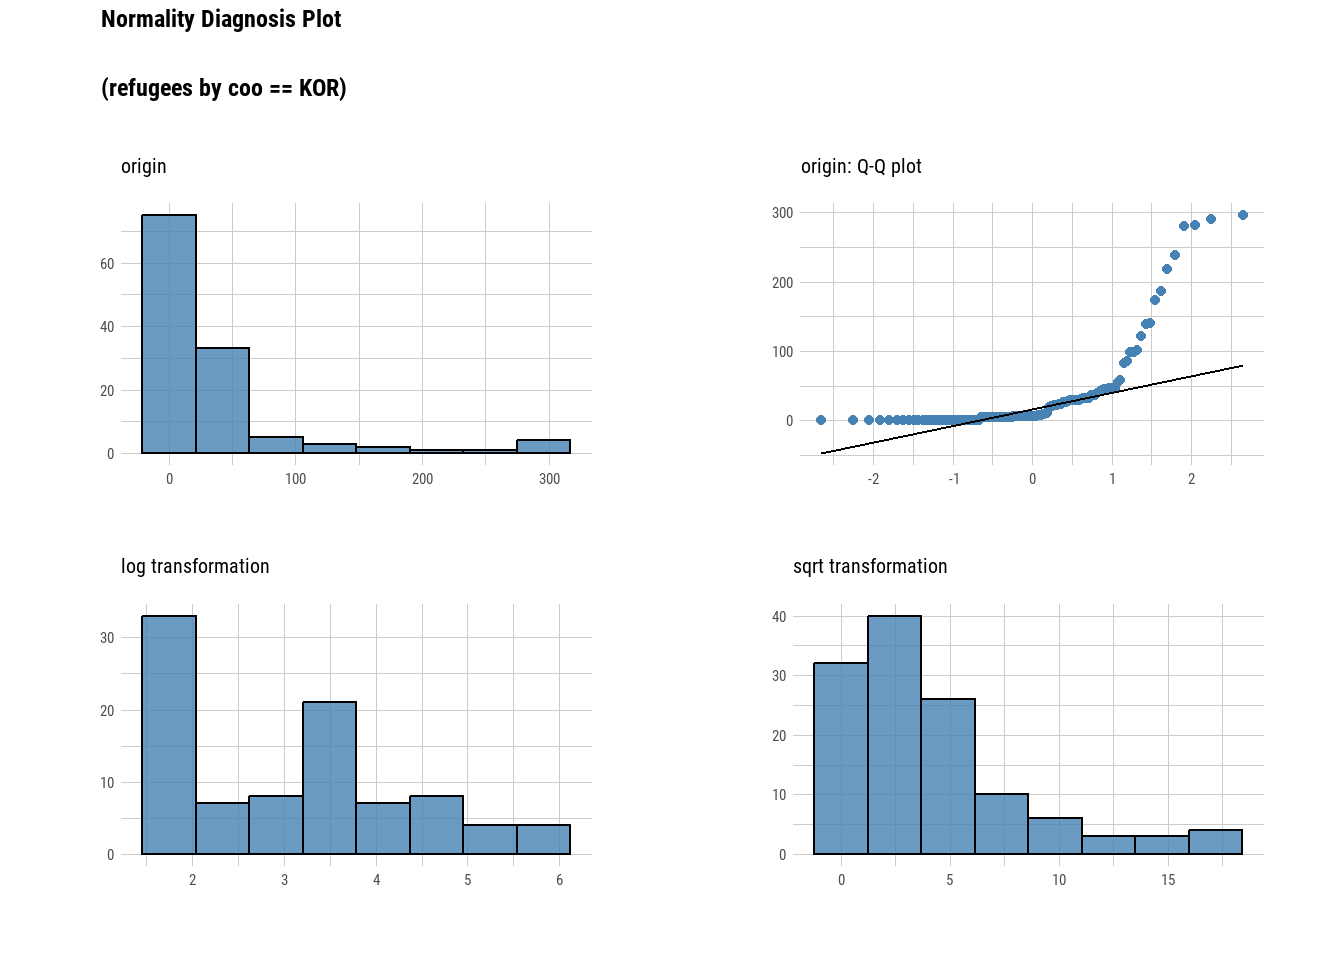 Normality Diagnosis Plot
(refugees by coo == KOR)
origin
60
40
20
0
0 100 200 300
origin: Q-Q plot
300
200
100
0
-2 -1 0 1 2
log transformation
30
20
10
0
2 3 4 5 6
sqrt transformation
40
30
20
10
0
0 5 10 15